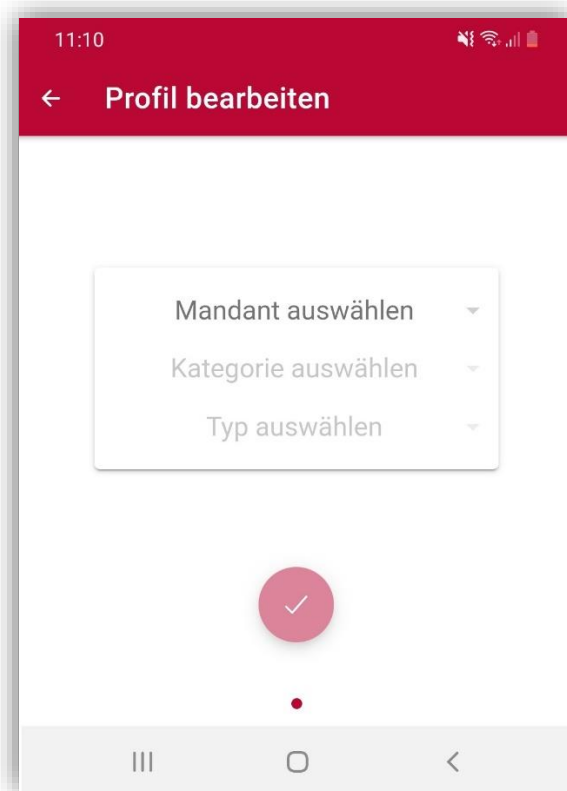 11:10
Profil bearbeiten
Mandant auswählen
Kategorie auswählen
Typ auswählen